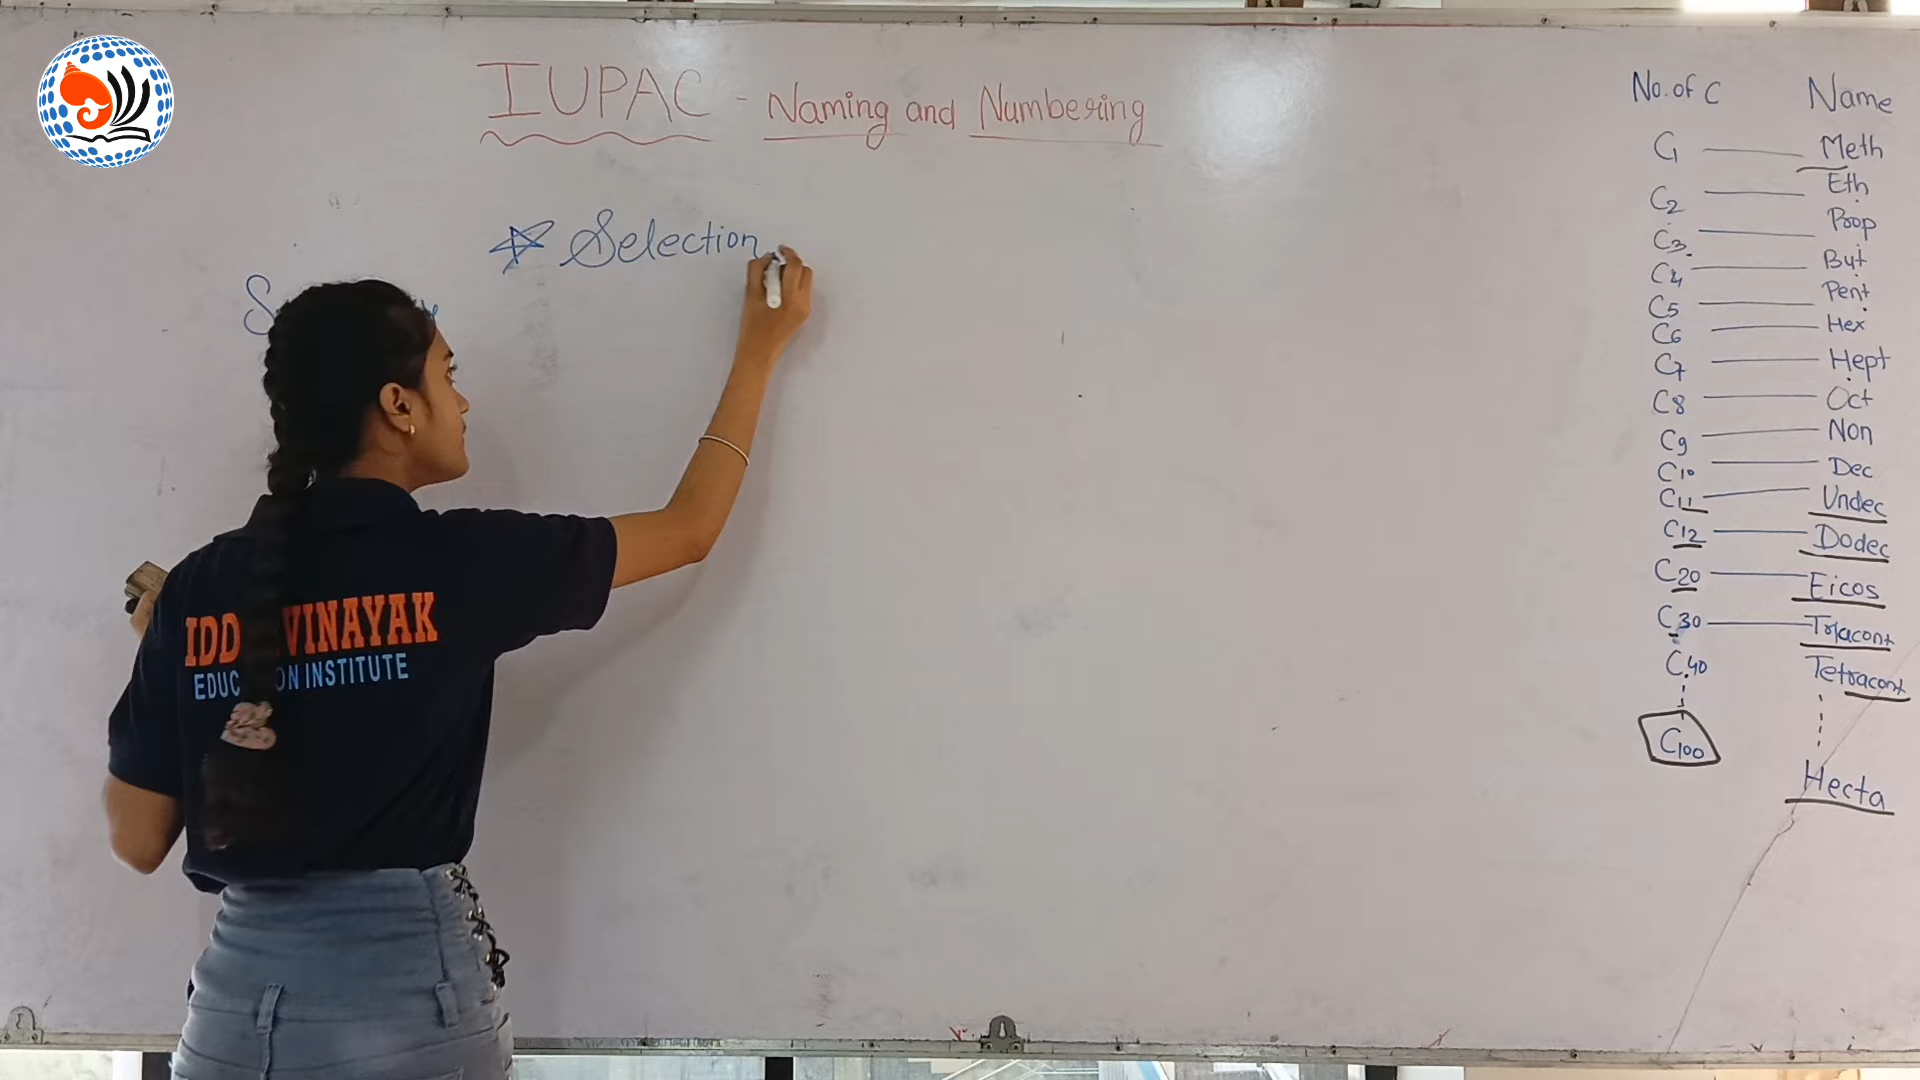 IUPAC - Naming and Numbering
☆ Selection
No. of C Name
C1 — Meth
C2 — Eth
C3 — Prop
C4 — But
C5 — Pent
C6 — Hex
C7 — Hept
C8 — Oct
C9 — Non
C10 — Dec
C11 — Undec
C12 — Dodec
C20 — Eicos
C30 — Triacont
C40 Tetracont
C100
Hecta
VINAYAK
INSTITUTE